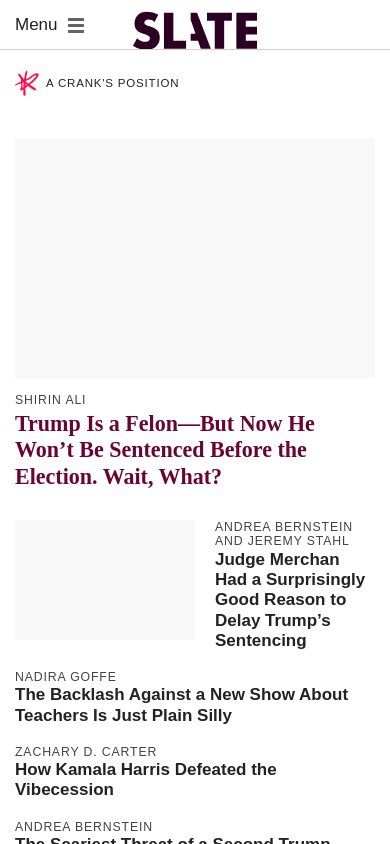 Menu
SLATE
A CRANK'S POSITION
SHIRIN ALI
Trump Is a Felon—But Now He
Won’t Be Sentenced Before the
Election. Wait, What?
ANDREA BERNSTEIN
AND JEREMY STAHL
Judge Merchan
Had a Surprisingly
Good Reason to
Delay Trump’s
Sentencing
NADIRA GOFFE
The Backlash Against a New Show About
Teachers Is Just Plain Silly
ZACHARY D. CARTER
How Kamala Harris Defeated the
Vibecession
ANDREA BERNSTEIN
The Scariest Threat of a Second Trump